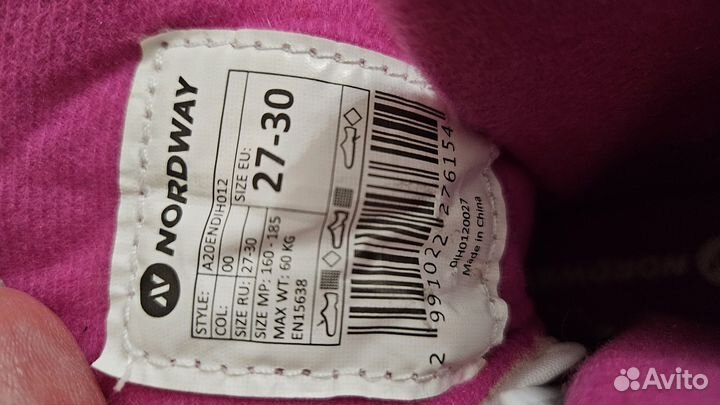 NORDWAY
STYLE: A20ENDIH012
COL: 00
SIZE RU: 27-30
SIZE EU:
27-30
SIZE MP: 160 - 185
MAX WT: 60 KG
EN15638
2 991022 276154
DIH0120027
Made in China
Avito